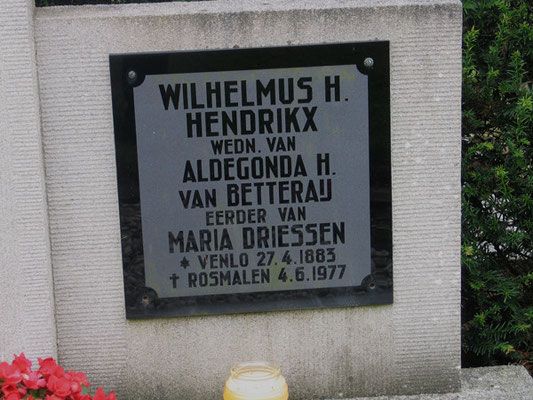 WILHELMUS H.
HENDRIKX
WEDN. VAN
ALDEGONDA H.
VAN BETTERAIJ
EERDER VAN
MARIA DRIESSEN
* VENLO 27.4.1883
† ROSMALEN 4.6.1977